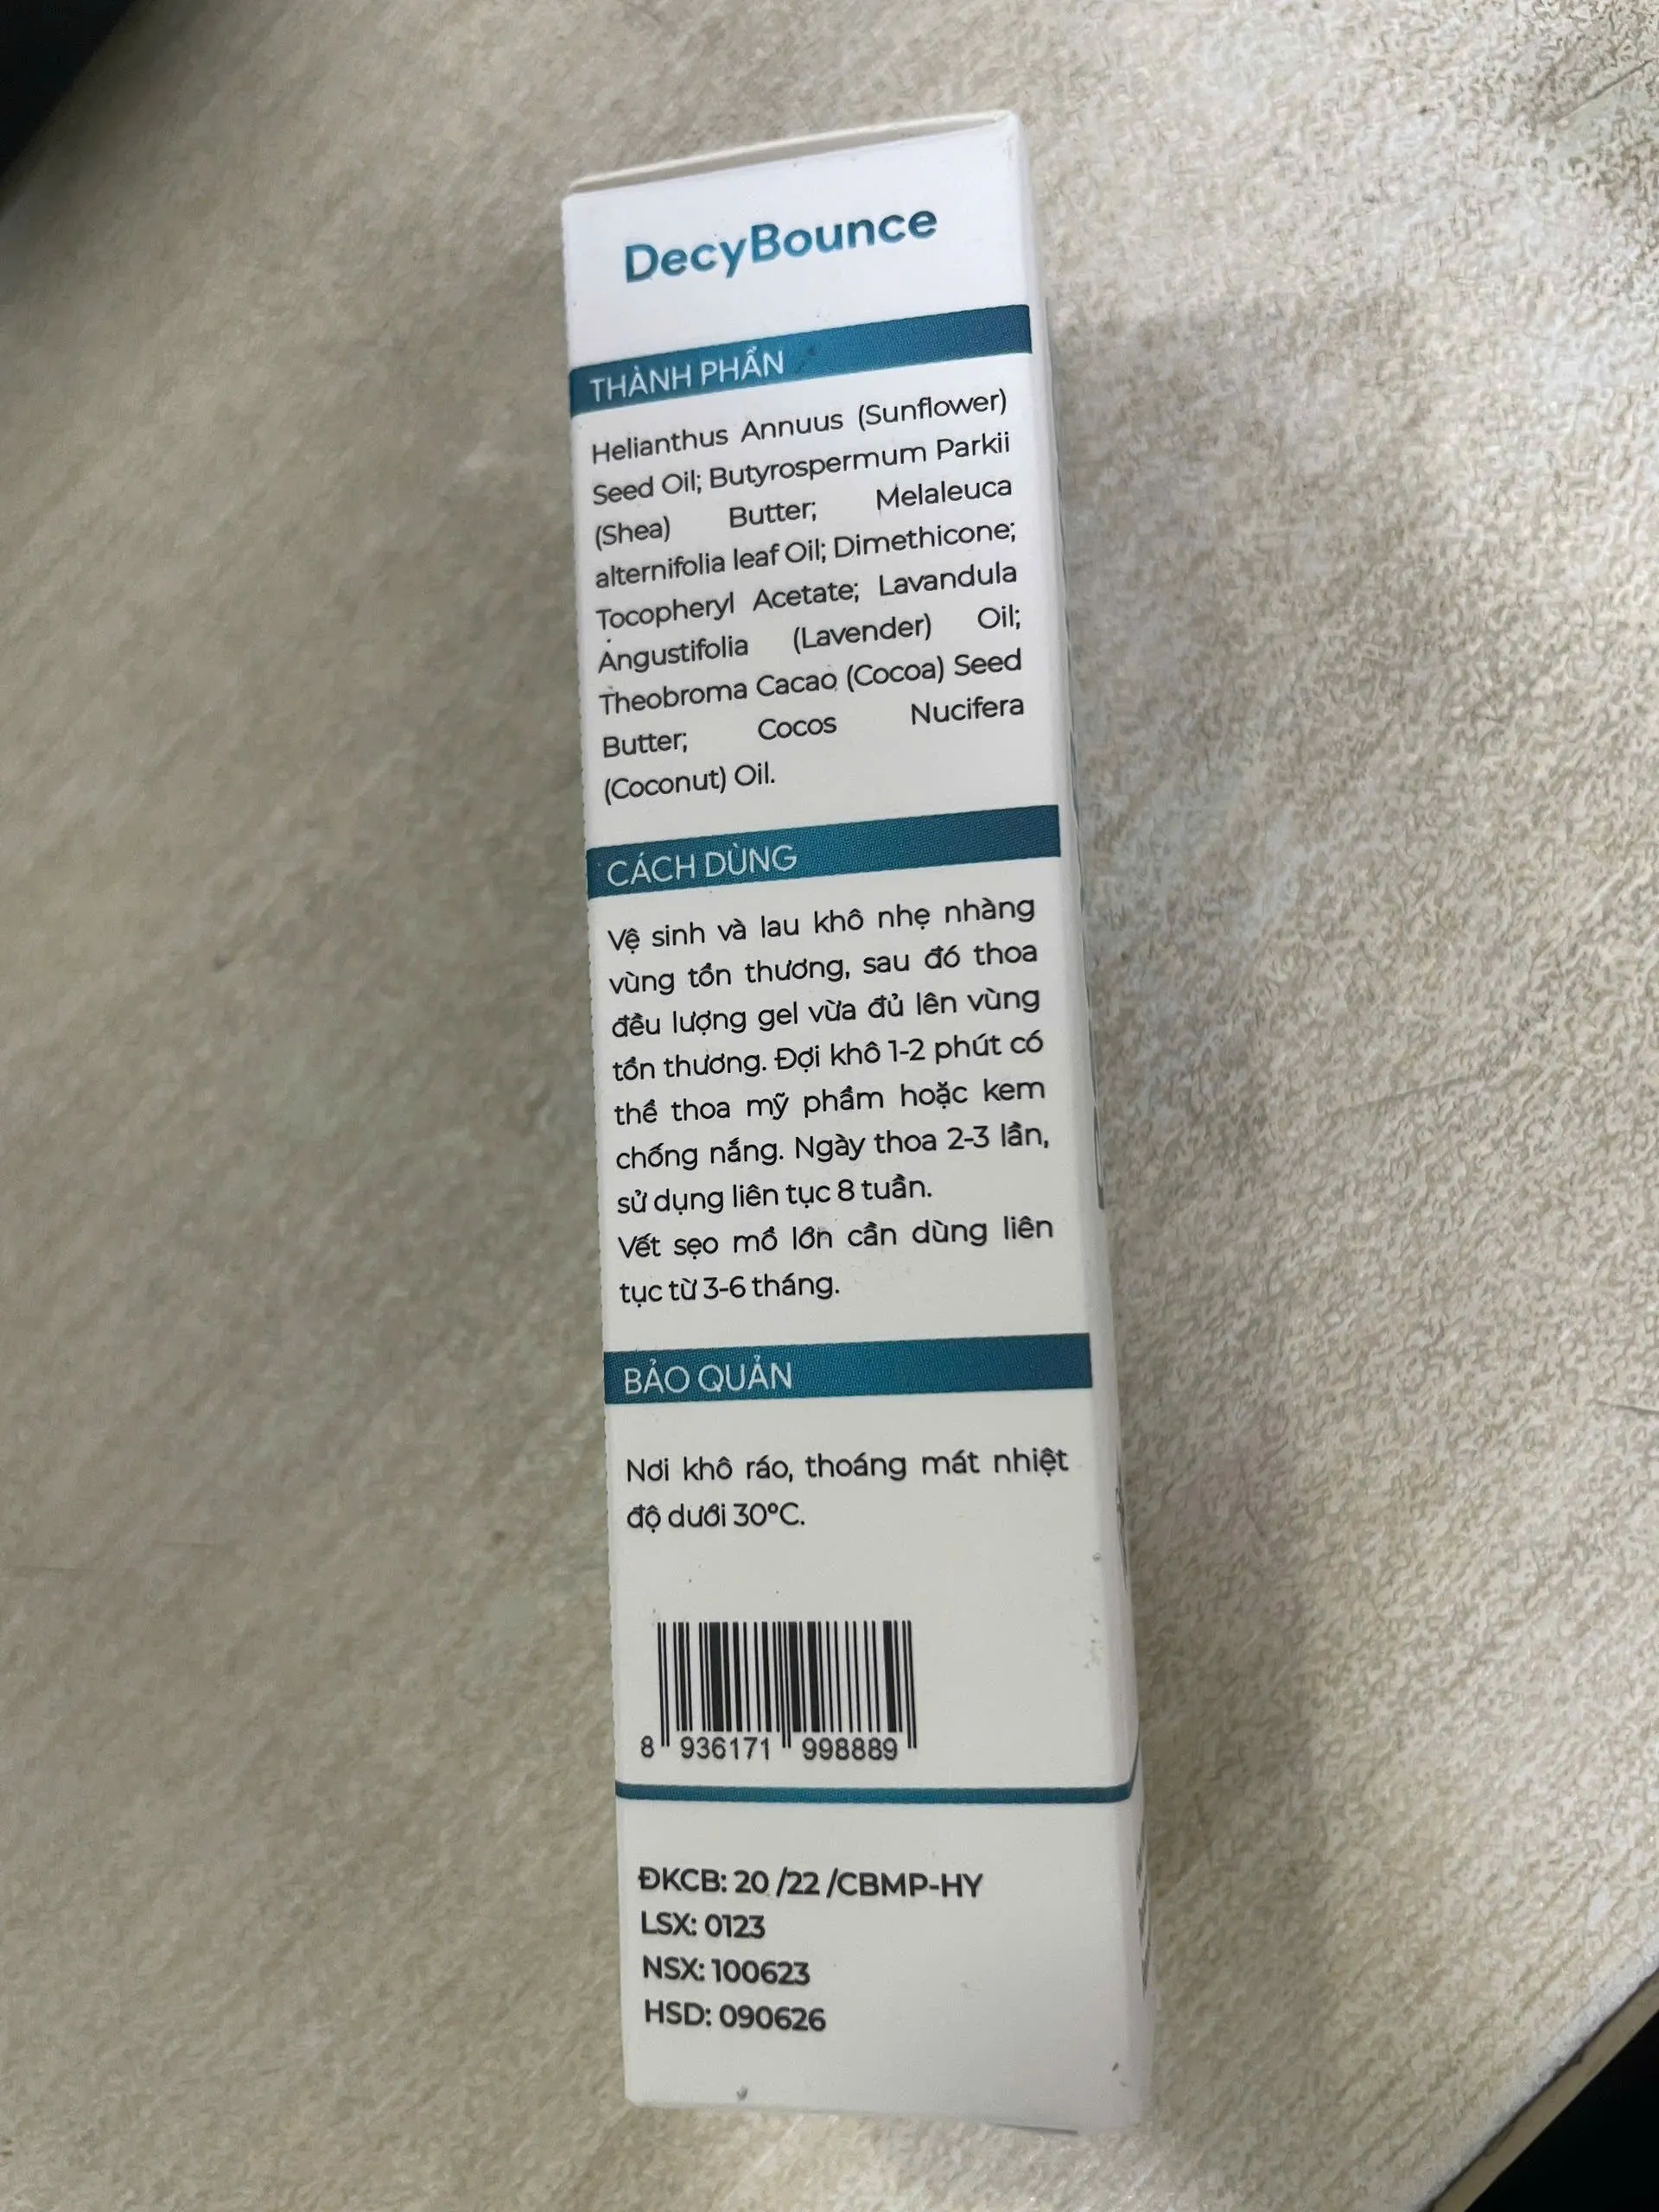 DecyBounce
THÀNH PHẦN
Helianthus Annuus (Sunflower)
Seed Oil; Butyrospermum Parkii
(Shea) Butter; Melaleuca
alternifolia leaf Oil; Dimethicone;
Tocopheryl Acetate; Lavandula
Angustifolia (Lavender) Oil;
Theobroma Cacao (Cocoa) Seed
Butter; Cocos Nucifera
(Coconut) Oil.
CÁCH DÙNG
Vệ sinh và lau khô nhẹ nhàng
vùng tổn thương, sau đó thoa
đều lượng gel vừa đủ lên vùng
tổn thương. Đợi khô 1-2 phút có
thể thoa mỹ phẩm hoặc kem
chống nắng. Ngày thoa 2-3 lần,
sử dụng liên tục 8 tuần.
Vết sẹo mổ lớn cần dùng liên
tục từ 3-6 tháng.
BẢO QUẢN
Nơi khô ráo, thoáng mát nhiệt
độ dưới 30°C.
8 936171 998889
ĐKCB: 20 /22 /CBMP-HY
LSX: 0123
NSX: 100623
HSD: 090626